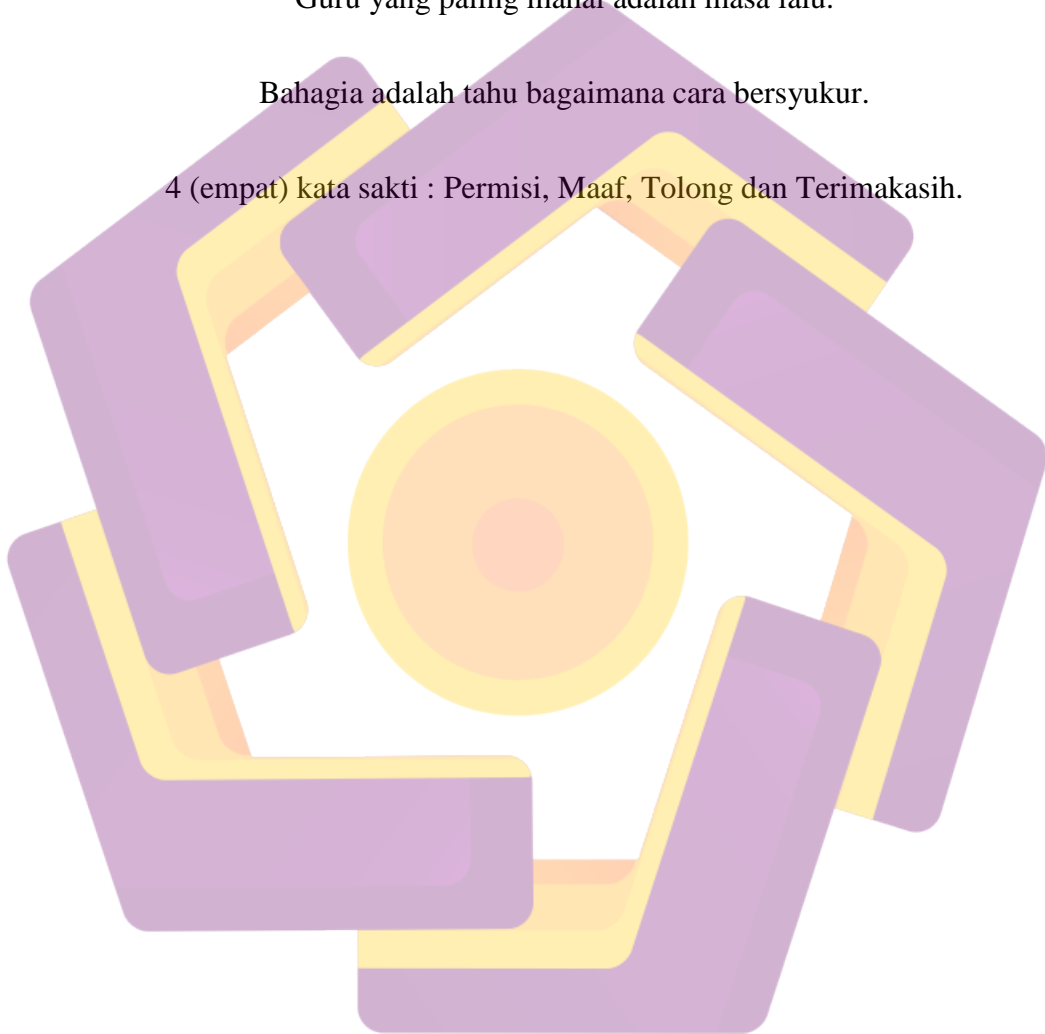 Guru yang paling mahal adalah masa lalu.
Bahagia adalah tahu bagaimana cara bersyukur.
4 (empat) kata sakti : Permisi, Maaf, Tolong dan Terimakasih.